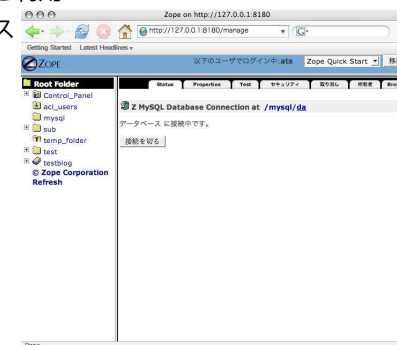 ス
Zope on http://127.0.0.1:8180
http://127.0.0.1:8180/manage
Getting Started Latest Headlines
ZOPE
以下のユーザでログイン中:ats
Zope Quick Start
Root Folder
Control_Panel
acl_users
mysql
sub
temp_folder
test
testblog
© Zope Corporation
Refresh
Status Properties Test セキュリティ 取り消し 所有者
Z MySQL Database Connection at /mysql/da
データベース に接続中です。
接続を切る